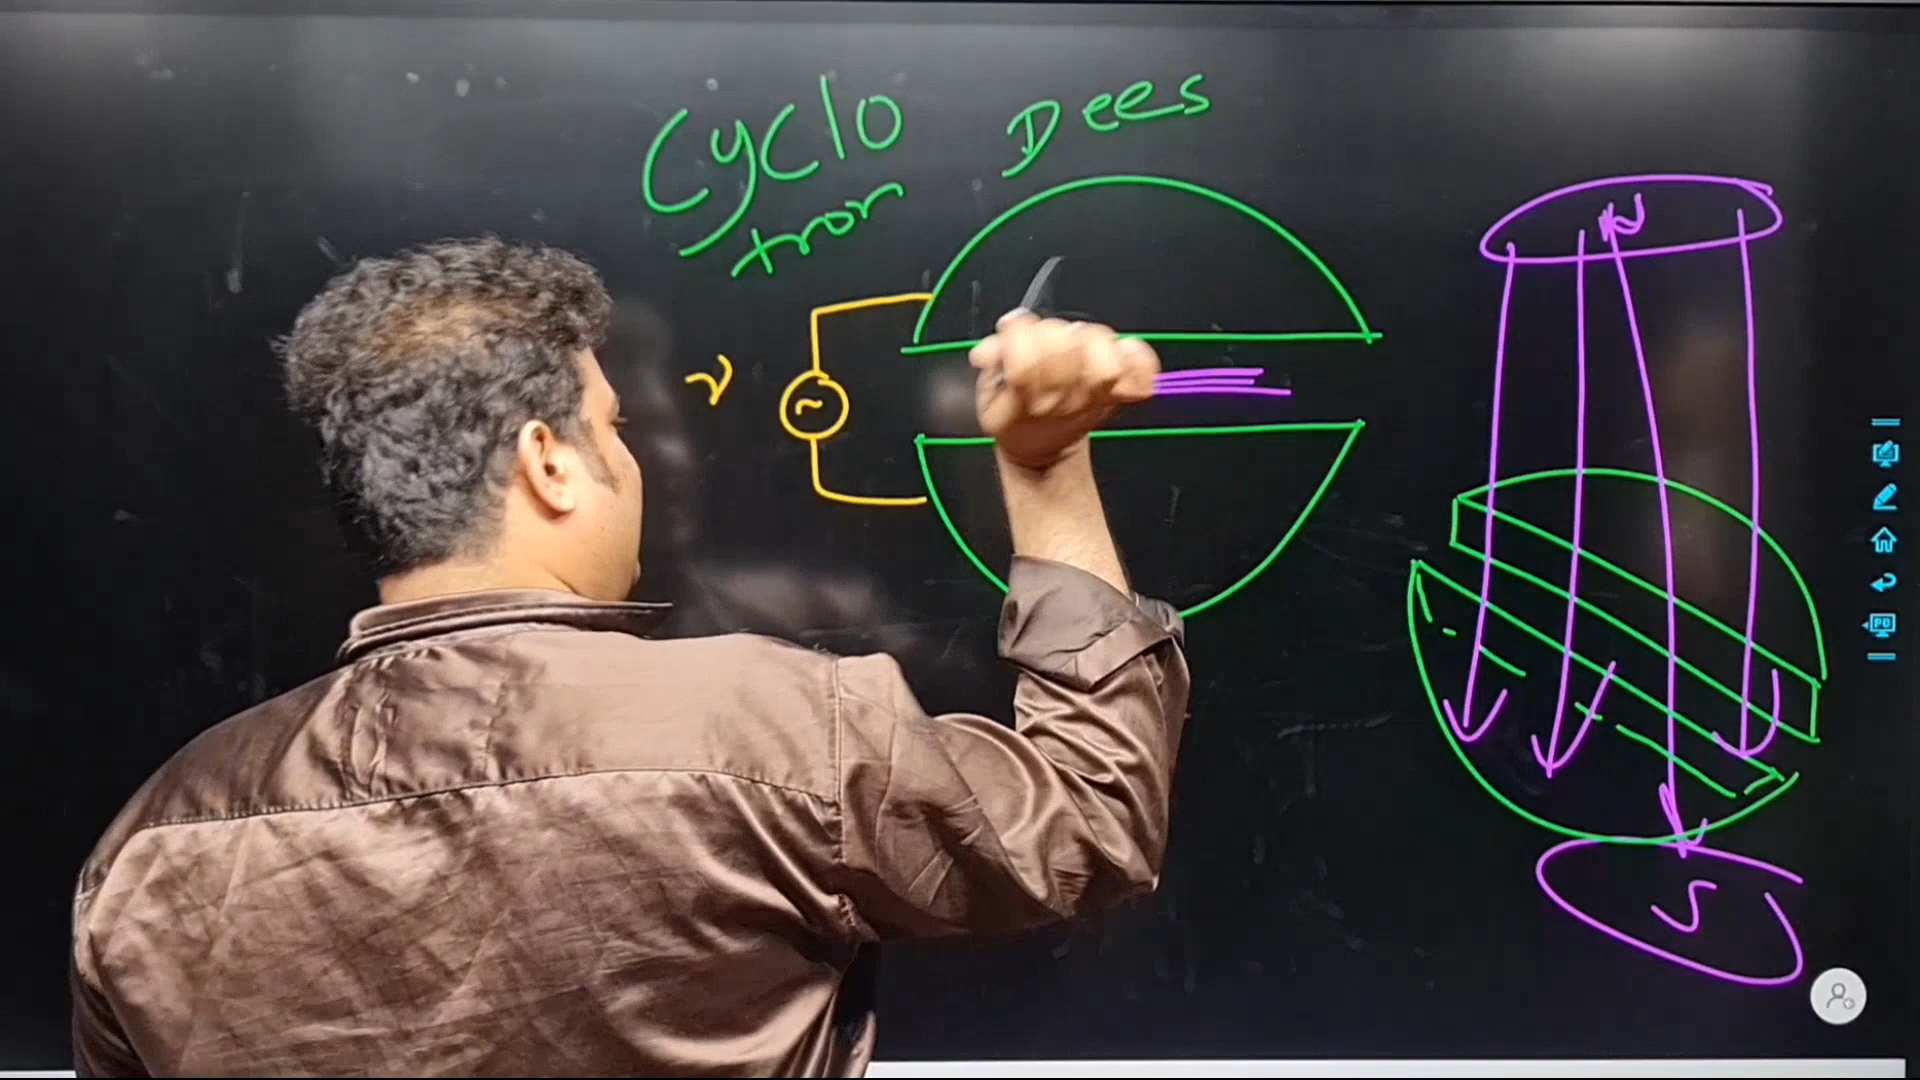 Cyclo Dees
tron
N
ν
~
S